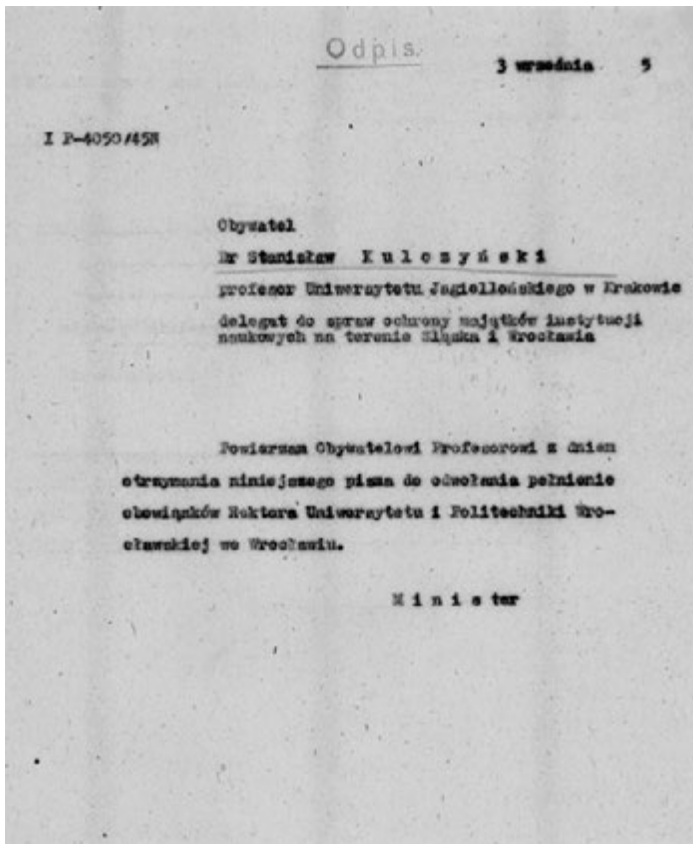 Odpis.
3 września 5
I P-4050/45N
Obywatel
Dr Stanisław Kulczyński
profesor Uniwersytetu Jagiellońskiego w Krakowie
delegat do spraw ochrony majątków instytucji
naukowych na terenie Śląska i Wrocławia
Powierzam Obywatelowi Profesorowi z dniem
otrzymania niniejszego pisma do odwołania pełnienie
obowiązków Rektora Uniwersytetu i Politechniki Wro-
cławskiej we Wrocławiu.
Minister